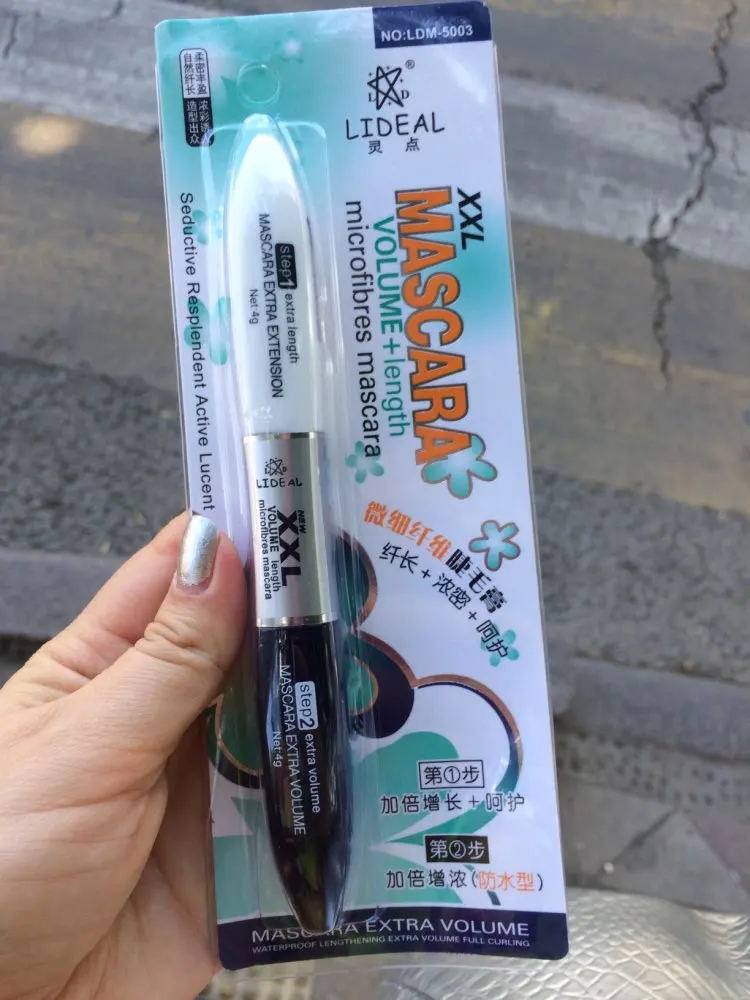 NO:LDM-5003
柔密丰盈
自然纤长
浓彩诱
造型出众
®
D
LIDEAL
灵点
XXL
MASCARA
VOLUME+length
microfibres mascara
Seductive Resplendent Active Lucent
step1 extra length
MASCARA EXTRA EXTENSION
Net 4g
LIDEAL
NEW
XXL
VOLUME length
microfibres mascara
微细纤维睫毛膏
纤长+浓密+呵护
step2 extra volume
MASCARA EXTRA VOLUME
Net:4g
第①步
加倍增长+呵护
第②步
加倍增浓(防水型)
MASCARA EXTRA VOLUME
WATERPROOF LENGTHENING EXTRA VOLUME FULL CURLING